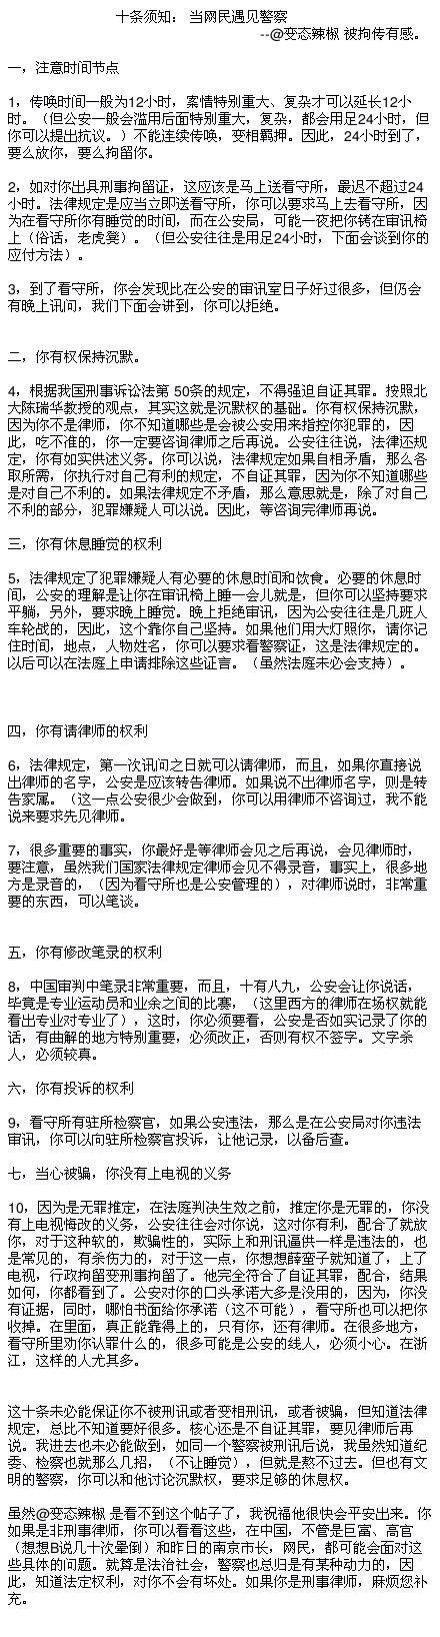 十条须知： 当网民遇见警察
--@变态辣椒 被拘传有感。
一，注意时间节点
1，传唤时间一般为12小时，案情特别重大、复杂才可以延长12小
时。（但公安一般会滥用后面特别重大，复杂，都会用足24小时，但
你可以提出抗议。）不能连续传唤，变相羁押。因此，24小时到了，
要么放你，要么拘留你。
2，如对你出具刑事拘留证，这应该是马上送看守所，最迟不超过24
小时。法律规定是应当立即送看守所，你可以要求马上去看守所，因
为在看守所你有睡觉的时间，而在公安局，可能一夜把你铐在审讯椅
上（俗话，老虎凳）。（但公安往往是用足24小时，下面会谈到你的
应付方法）。
3，到了看守所，你会发现比在公安的审讯室日子好过很多，但仍会
有晚上讯问，我们下面会讲到，你可以拒绝。
二，你有权保持沉默。
4，根据我国刑事诉讼法第 50条的规定，不得强迫自证其罪。按照北
大陈瑞华教授的观点，其实这就是沉默权的基础。你有权保持沉默，
因为你不是律师，你不知道哪些是会被公安用来指控你犯罪的，因
此，吃不准的，你一定要咨询律师之后再说。公安往往说，法律还规
定，你有如实供述义务。你可以说，法律规定如果自相矛盾，那么各
取所需，你执行对自己有利的规定，不自证其罪，因为你不知道哪些
是对自己不利的。如果法律规定不矛盾，那么意思就是，除了对自己
不利的部分，犯罪嫌疑人可以说。因此，等咨询完律师再说。
三，你有休息睡觉的权利
5，法律规定了犯罪嫌疑人有必要的休息时间和饮食。必要的休息时
间，公安的理解是让你在审讯椅上睡一会儿就是，但你可以坚持要求
平躺，另外，要求晚上睡觉。晚上拒绝审讯，因为公安往往是几班人
车轮战的，因此，这个靠你自己坚持。如果他们用大灯照你，请你记
住时间，地点，人物姓名，你可以要求看警察证，这是法律规定的。
以后可以在法庭上申请排除这些证言。（虽然法庭未必会支持）。
四，你有请律师的权利
6，法律规定，第一次讯问之日就可以请律师，而且，如果你直接说
出律师的名字，公安是应该转告律师。如果说不出律师名字，则是转
告家属。（这一点公安很少会做到，你可以用律师不咨询过，我不能
说来要求先见律师。
7，很多重要的事实，你最好是等律师会见之后再说，会见律师时，
要注意，虽然我们国家法律规定律师会见不得录音，事实上，很多地
方是录音的，（因为看守所也是公安管理的），对律师说时，非常重
要的东西，可以笔谈。
五，你有修改笔录的权利
8，中国审判中笔录非常重要，而且，十有八九，公安会让你说话，
毕竟是专业运动员和业余之间的比赛，（这里西方的律师在场权就能
看出专业对专业了），这时，你必须要看，公安是否如实记录了你的
话，有曲解的地方特别重要，必须改正，否则有权不签字。文字杀
人，必须较真。
六，你有投诉的权利
9，看守所有驻所检察官，如果公安违法，那么是在公安局对你违法
审讯，你可以向驻所检察官投诉，让他记录，以备后查。
七，当心被骗，你没有上电视的义务
10，因为是无罪推定，在法庭判决生效之前，推定你是无罪的，你没
有上电视悔改的义务，公安往往会对你说，这对你有利，配合了就放
你，对于这种软的，欺骗性的，实际上和刑讯逼供一样是违法的，也
是常见的，有杀伤力的，对于这一点，你想想薛蛮子就知道了，上了
电视，行政拘留变刑事拘留了。他完全符合了自证其罪，配合，结果
如何，你都看到了。公安对你的口头承诺大多是没用的，因为，你没
有证据，同时，哪怕书面给你承诺（这不可能），看守所也可以把你
收掉。在里面，真正能靠得上的，只有你，还有律师。在很多地方，
看守所里劝你认罪什么的，很多可能是公安的线人，必须小心。在浙
江，这样的人尤其多。
这十条未必能保证你不被刑讯或者变相刑讯，或者被骗，但知道法律
规定，总比不知道要好很多。核心还是不自证其罪，要见律师后再
说。我进去也未必能做到，如同一个警察被刑讯后说，我虽然知道纪
委、检察也就那么几招，（不让睡觉），但就是熬不过去。但也有文
明的警察，你可以和他讨论沉默权，要求足够的休息权。
虽然@变态辣椒 是看不到这个帖子了，我祝福他很快会平安出来。你
如果是非刑事律师，你可以看看这些，在中国，不管是巨富、高官
（想想B说几十次晕倒）和昨日的南京市长，网民，都可能会面对这
些具体的问题。就算是法治社会，警察也总归是有某种动力的，因
此，知道法定权利，对你不会有坏处。如果你是刑事律师，麻烦您补
充。